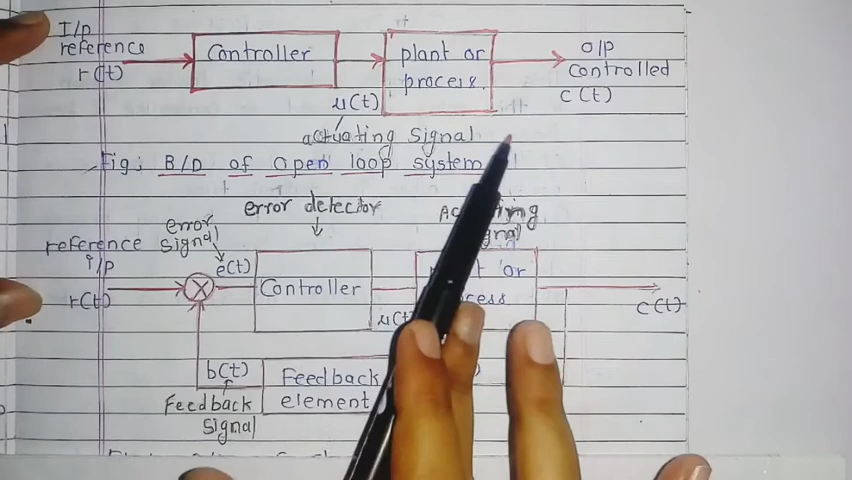 I/p
reference
r(t)
Controller
plant or
process.
o/p
controlled
c(t)
u(t)
actuating signal
Fig: B/D of open loop system
error detector
error
signal
reference
i/p
r(t)
e(t)
Controller
u(t)
or
c(t)
b(t)
Feedback
element
Feedback
signal